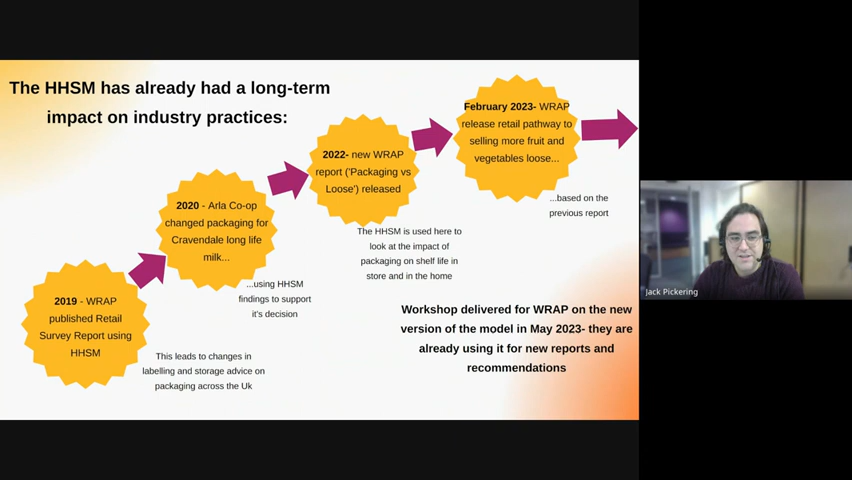 The HHSM has already had a long-term
impact on industry practices:
2019 - WRAP
published Retail
Survey Report using
HHSM
This leads to changes in
labelling and storage advice on
packaging across the Uk
2020 - Arla Co-op
changed packaging for
Cravendale long life
milk...
...using HHSM
findings to support
it's decision
2022- new WRAP
report ('Packaging vs
Loose') released
The HHSM is used here to
look at the impact of
packaging on shelf life in
store and in the home
February 2023- WRAP
release retail pathway to
selling more fruit and
vegetables loose...
...based on the
previous report
Workshop delivered for WRAP on the new
version of the model in May 2023- they are
already using it for new reports and
recommendations
Jack Pickering